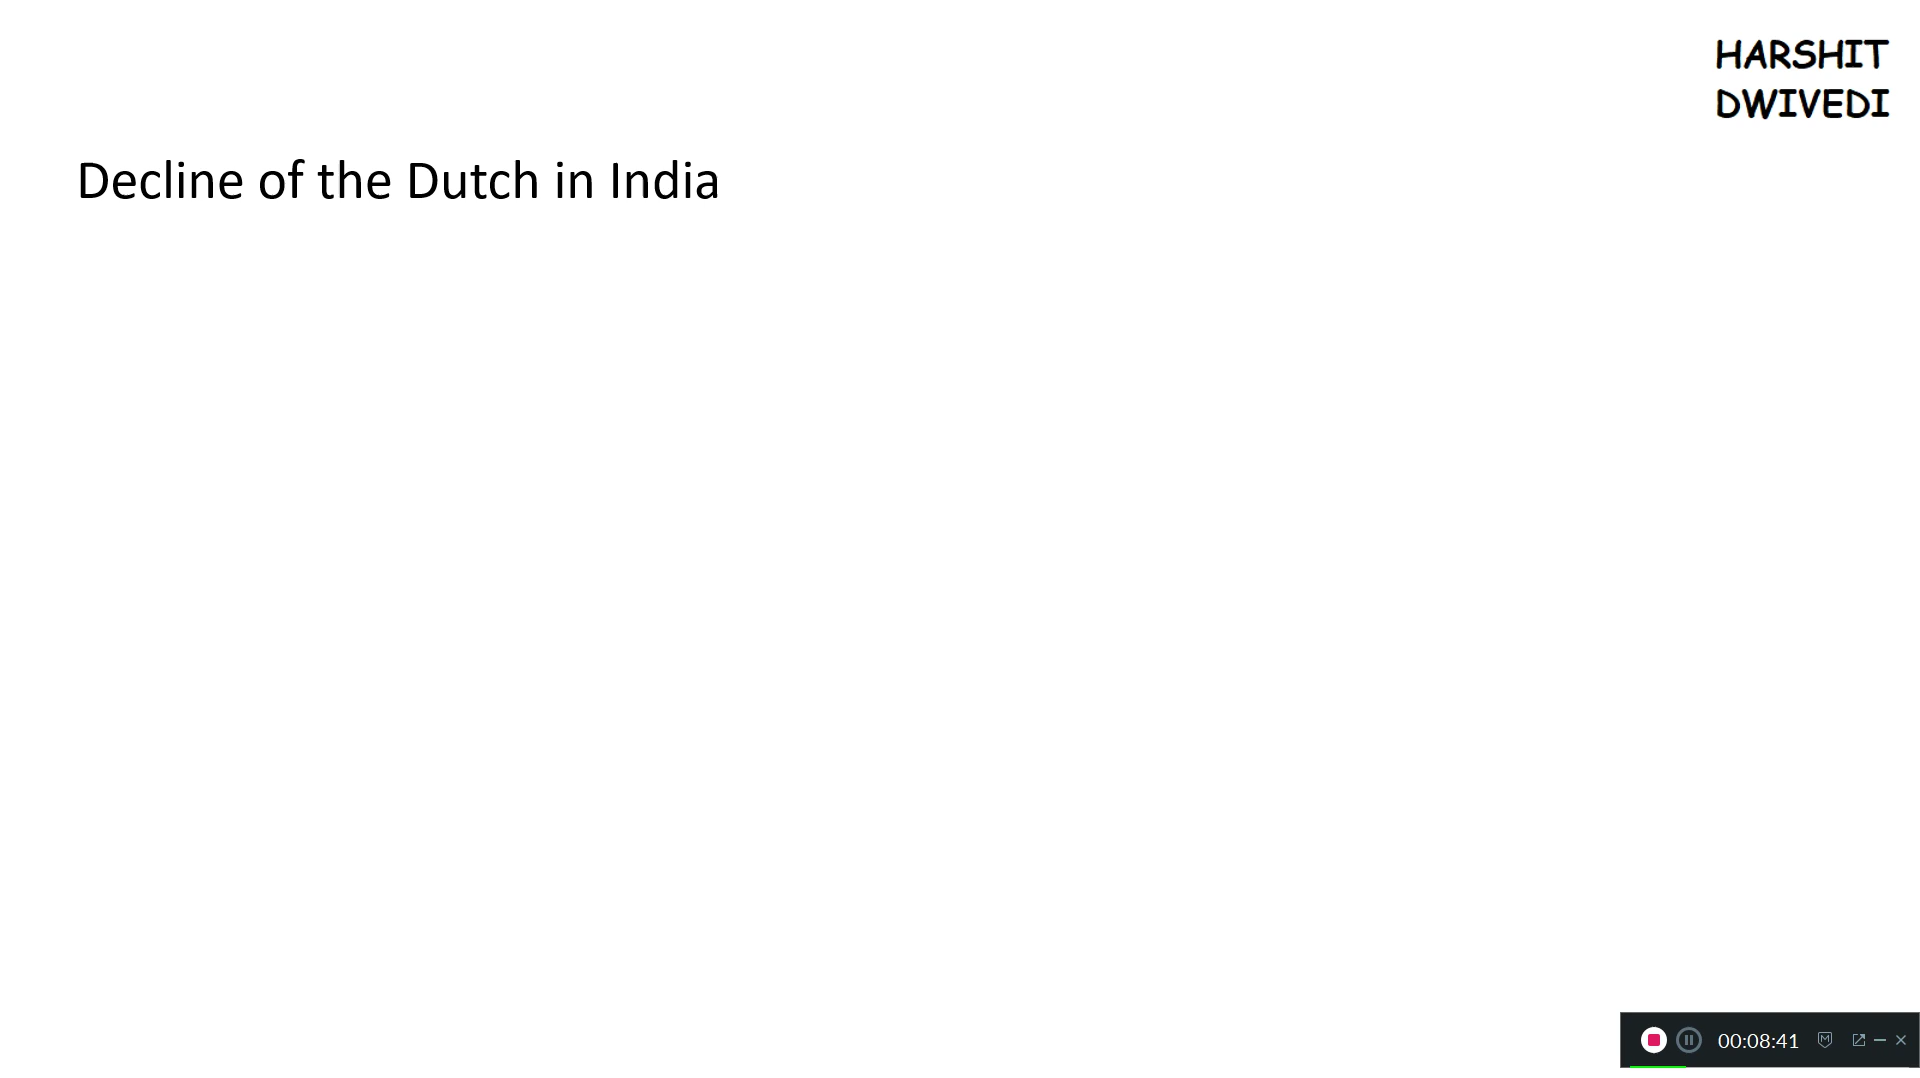 HARSHIT
DWIVEDI
Decline of the Dutch in India
00:08:41